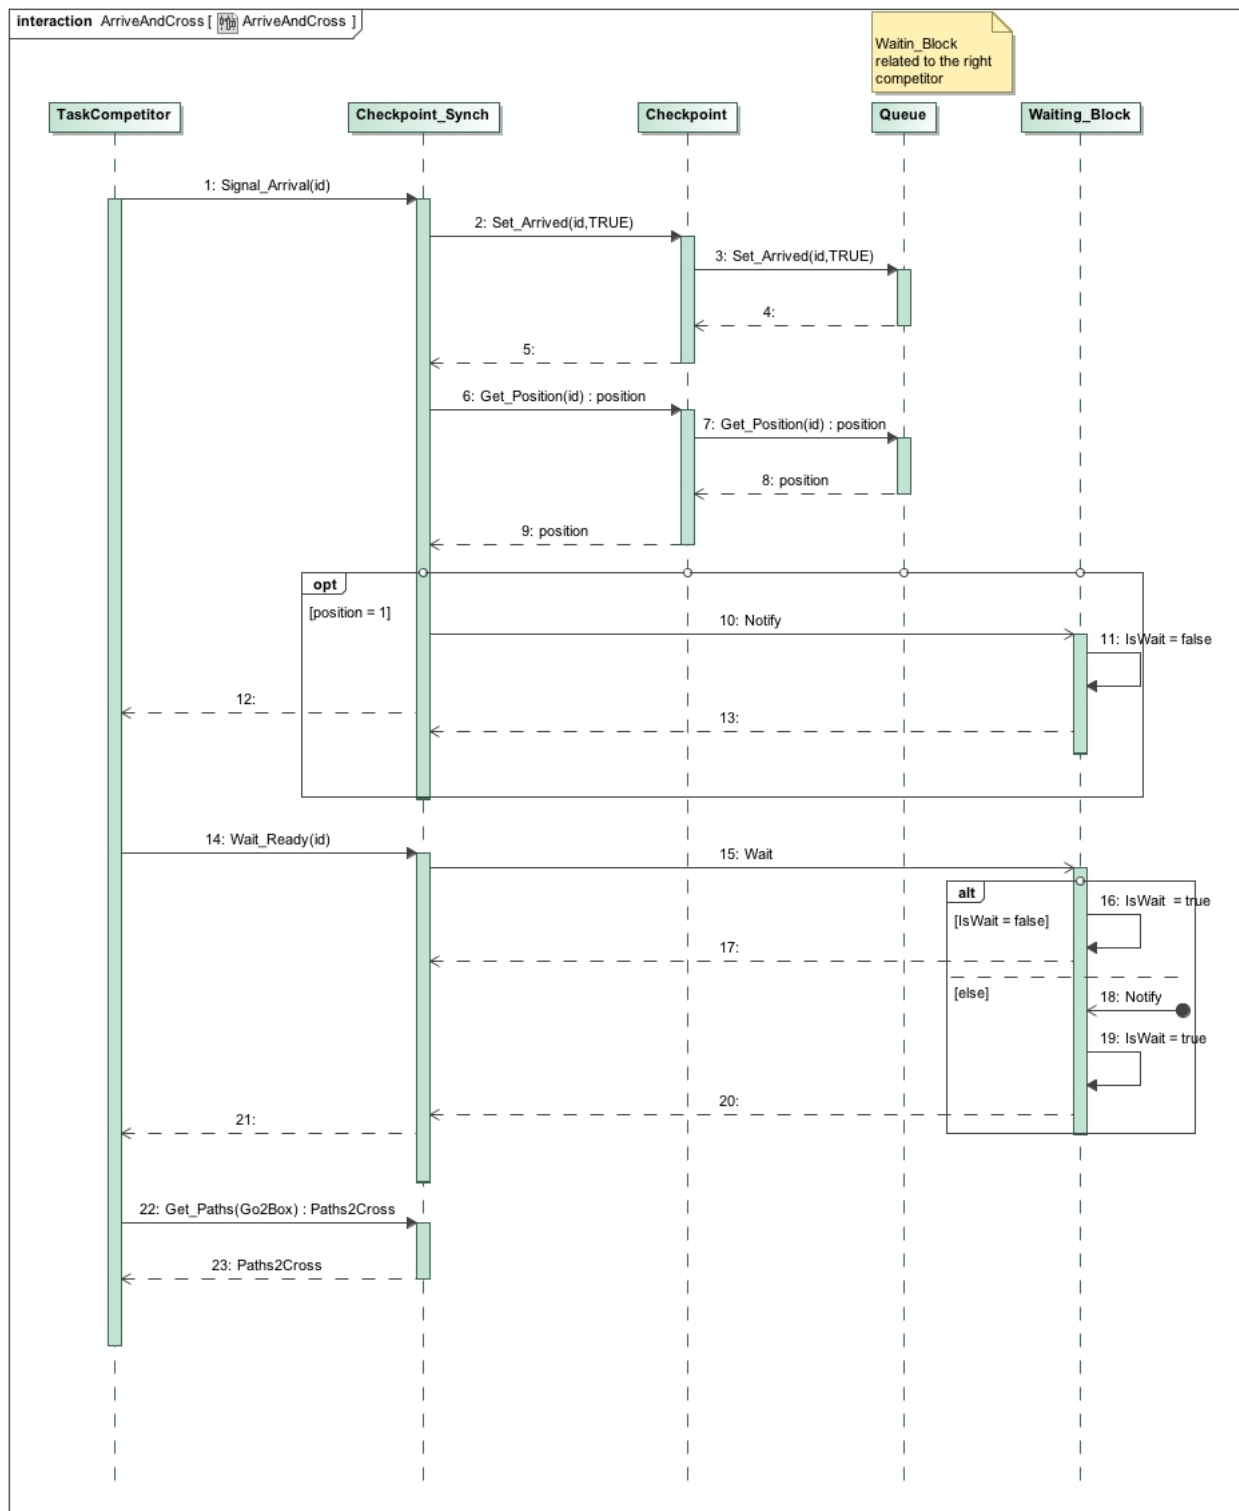 interaction ArriveAndCross [ ArriveAndCross ]
Waitin_Block
related to the right
competitor
TaskCompetitor
Checkpoint_Synch
Checkpoint
Queue
Waiting_Block
1: Signal_Arrival(id)
2: Set_Arrived(id,TRUE)
3: Set_Arrived(id,TRUE)
4:
5:
6: Get_Position(id) : position
7: Get_Position(id) : position
8: position
9: position
opt
[position = 1]
10: Notify
11: IsWait = false
12:
13:
14: Wait_Ready(id)
15: Wait
alt
16: IsWait = true
[IsWait = false]
17:
[else]
18: Notify
19: IsWait = true
20:
21:
22: Get_Paths(Go2Box) : Paths2Cross
23: Paths2Cross